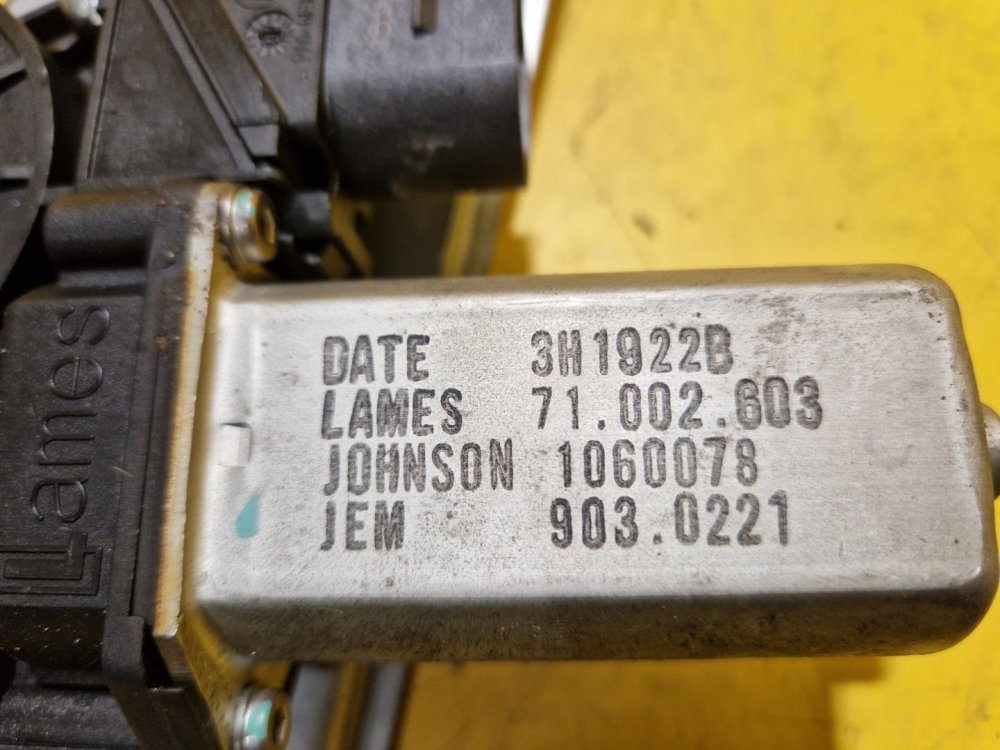 DATE 3H1922B
LAMES 71.002.603
JOHNSON 1060078
JEM 903.0221
Lames